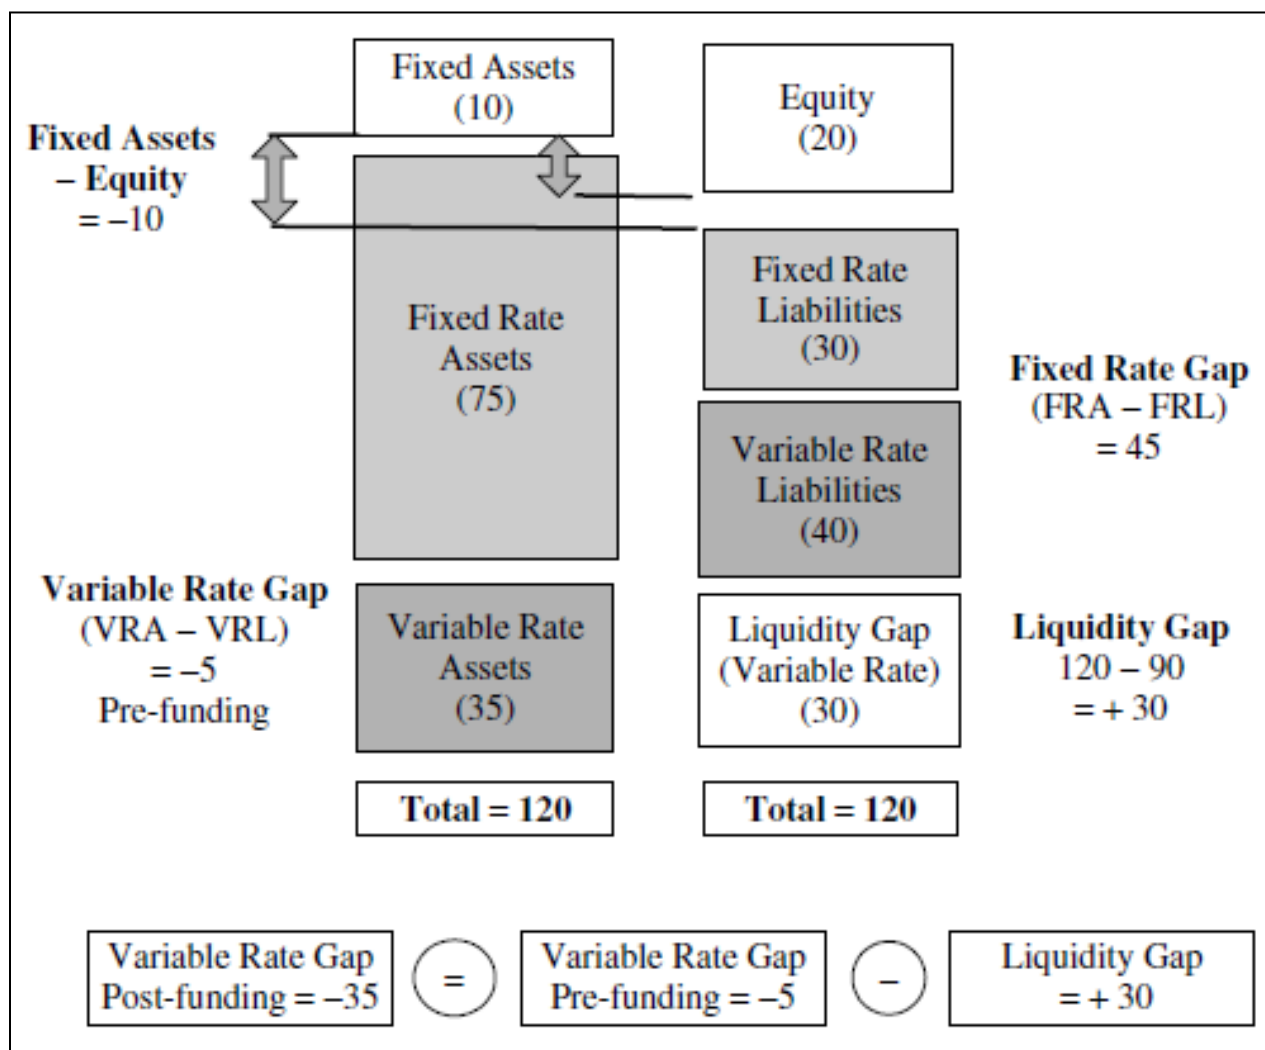 Fixed Assets
(10)
Equity
(20)
Fixed Assets
– Equity
= –10
Fixed Rate
Assets
(75)
Fixed Rate
Liabilities
(30)
Fixed Rate Gap
(FRA – FRL)
= 45
Variable Rate
Liabilities
(40)
Variable Rate Gap
(VRA – VRL)
= –5
Pre-funding
Variable Rate
Assets
(35)
Liquidity Gap
(Variable Rate)
(30)
Liquidity Gap
120 – 90
= + 30
Total = 120
Total = 120
Variable Rate Gap
Post-funding = –35
=
Variable Rate Gap
Pre-funding = –5
–
Liquidity Gap
= + 30